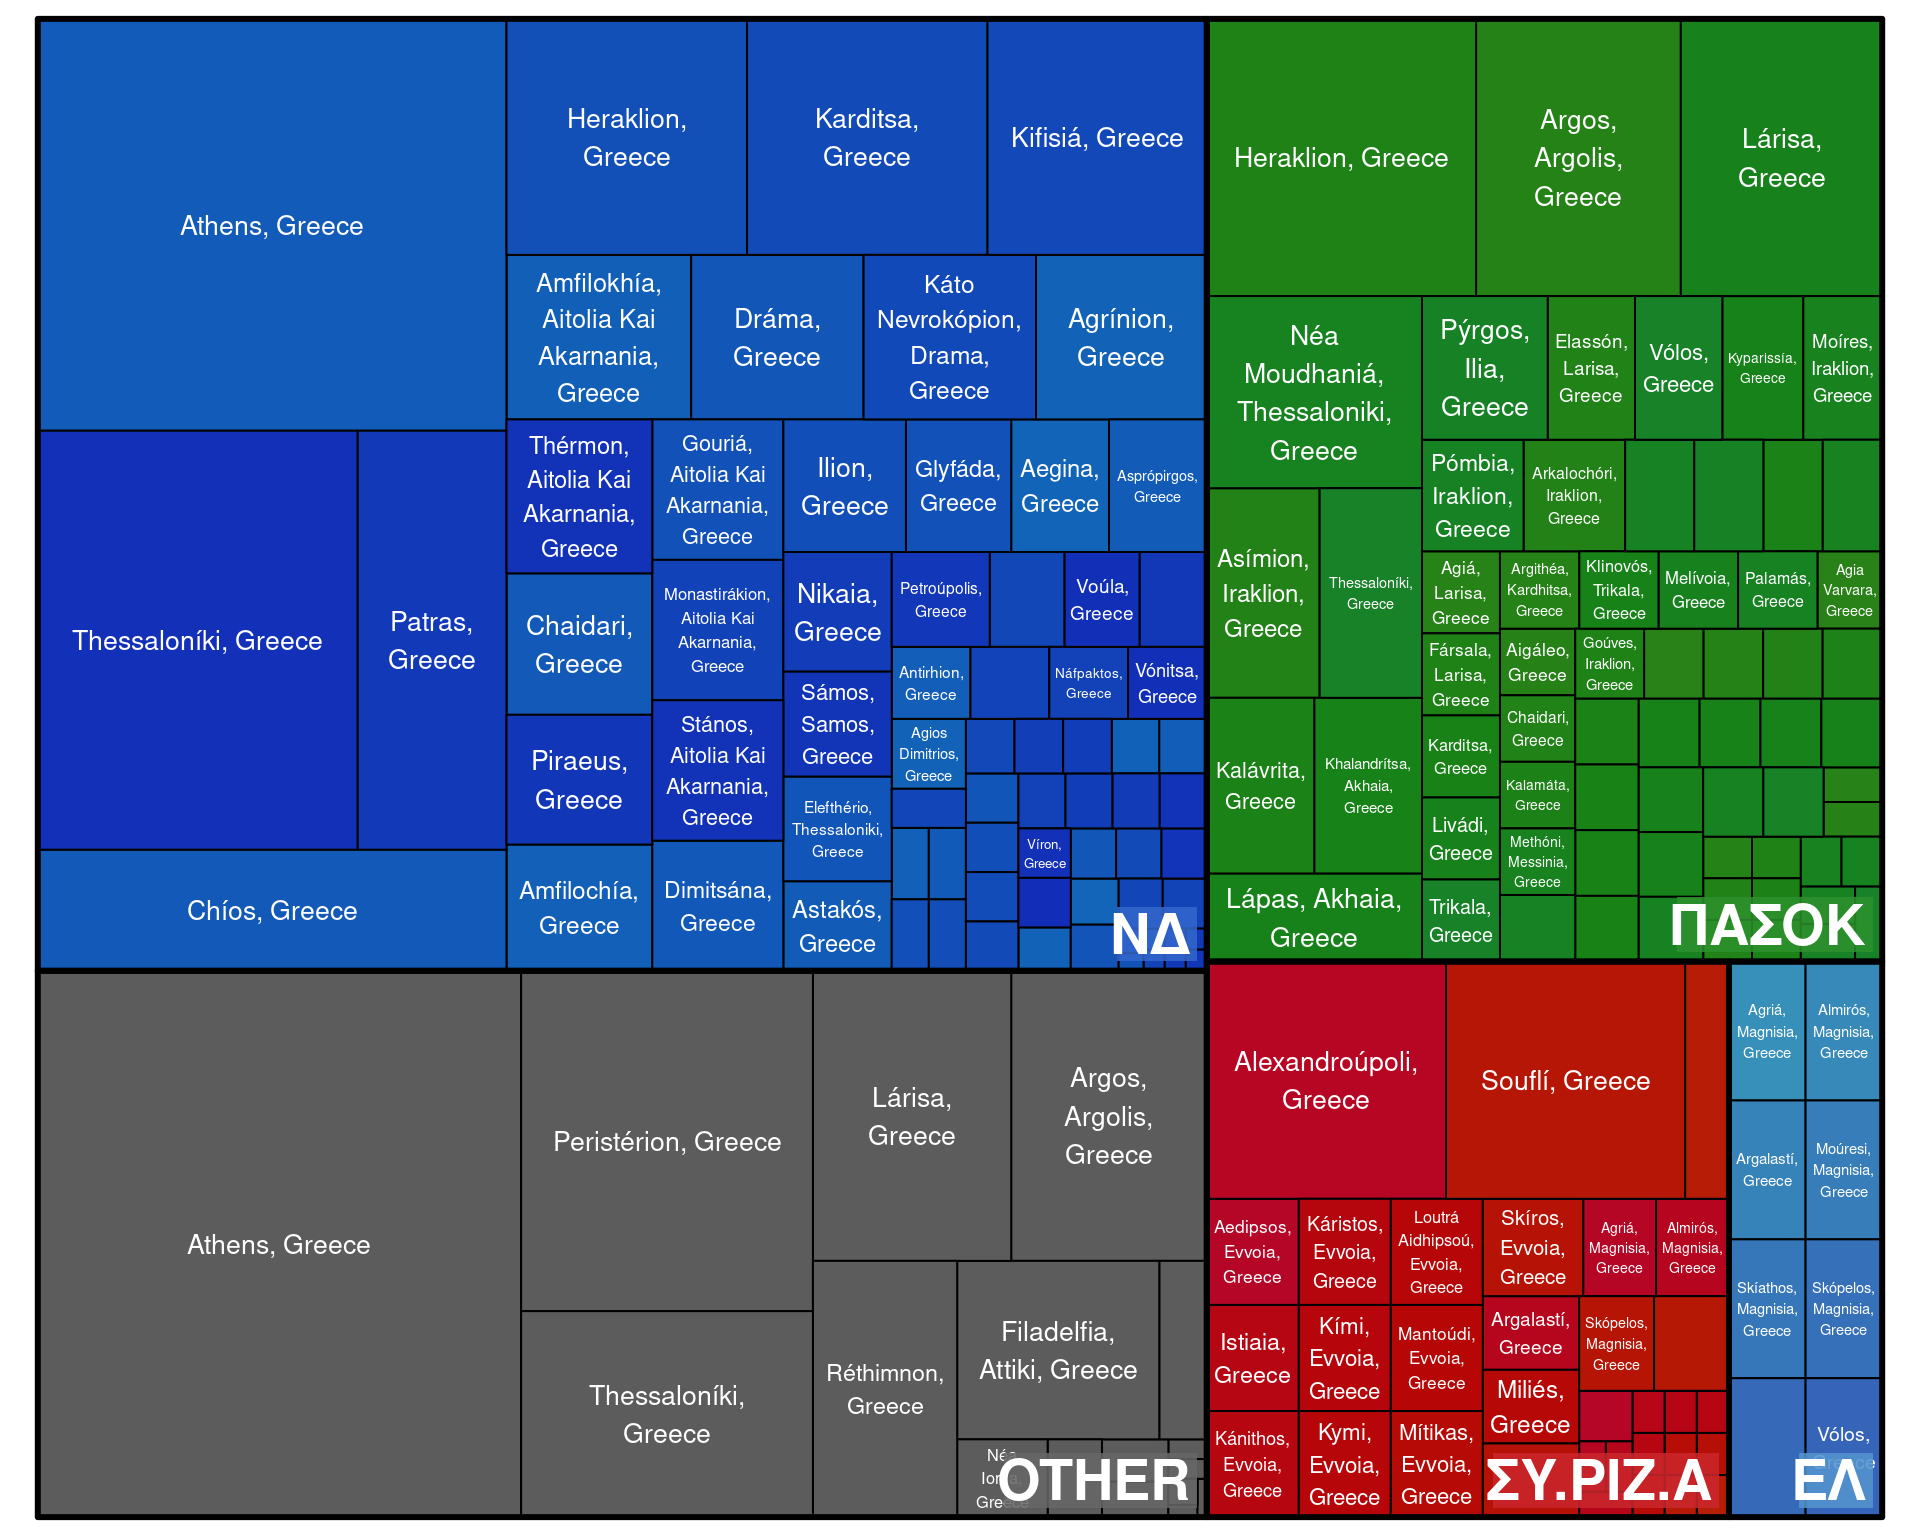 Athens, Greece
Thessaloníki, Greece
Patras,
Greece
Chíos, Greece
Heraklion,
Greece
Karditsa,
Greece
Kifisiá, Greece
Amfilokhía,
Aitolia Kai
Akarnania,
Greece
Dráma,
Greece
Káto
Nevrokópion,
Drama,
Greece
Agrínion,
Greece
Thérmon,
Aitolia Kai
Akarnania,
Greece
Chaidari,
Greece
Piraeus,
Greece
Amfilochía,
Greece
Gouriá,
Aitolia Kai
Akarnania,
Greece
Monastirákion,
Aitolia Kai
Akarnania,
Greece
Stános,
Aitolia Kai
Akarnania,
Greece
Dimitsána,
Greece
Ilion,
Greece
Glyfáda,
Greece
Aegina,
Greece
Asprópirgos,
Greece
Nikaia,
Greece
Sámos,
Samos,
Greece
Elefthério,
Thessaloniki,
Greece
Astakós,
Greece
Petroúpolis,
Greece
Voúla,
Greece
Antirhion,
Greece
Náfpaktos,
Greece
Vónitsa,
Greece
Agios
Dimitrios,
Greece
Víron,
Greece
ΝΔ
Heraklion, Greece
Argos,
Argolis,
Greece
Lárisa,
Greece
Néa
Moudhaniá,
Thessaloniki,
Greece
Asímion,
Iraklion,
Greece
Thessaloníki,
Greece
Kalávrita,
Greece
Khalandrítsa,
Akhaia,
Greece
Lápas, Akhaia,
Greece
Pýrgos,
Ilia,
Greece
Elassón,
Larisa,
Greece
Vólos,
Greece
Kyparissía,
Greece
Moíres,
Iraklion,
Greece
Pómbia,
Iraklion,
Greece
Arkalochóri,
Iraklion,
Greece
Agiá,
Larisa,
Greece
Fársala,
Larisa,
Greece
Karditsa,
Greece
Livádi,
Greece
Trikala,
Greece
Argithéa,
Kardhitsa,
Greece
Klinovós,
Trikala,
Greece
Melívoia,
Greece
Palamás,
Greece
Agia
Varvara,
Greece
Aigáleo,
Greece
Goúves,
Iraklion,
Greece
Chaidari,
Greece
Kalamáta,
Greece
Methóni,
Messinia,
Greece
ΠΑΣΟΚ
Athens, Greece
Peristérion, Greece
Thessaloníki,
Greece
Lárisa,
Greece
Argos,
Argolis,
Greece
Réthimnon,
Greece
Filadelfia,
Attiki, Greece
OTHER
Alexandroúpoli,
Greece
Souflí, Greece
Aedipsos,
Evvoia,
Greece
Káristos,
Evvoia,
Greece
Loutrá
Aidhipsoú,
Evvoia,
Greece
Skíros,
Evvoia,
Greece
Agriá,
Magnisia,
Greece
Almirós,
Magnisia,
Greece
Istiaia,
Greece
Kími,
Evvoia,
Greece
Mantoúdi,
Evvoia,
Greece
Argalastí,
Greece
Skópelos,
Magnisia,
Greece
Miliés,
Greece
Kánithos,
Evvoia,
Greece
Kymi,
Evvoia,
Greece
Mítikas,
Evvoia,
Greece
ΣΥ.ΡΙΖ.Α
Agriá,
Magnisia,
Greece
Almirós,
Magnisia,
Greece
Argalastí,
Greece
Moúresi,
Magnisia,
Greece
Skíathos,
Magnisia,
Greece
Skópelos,
Magnisia,
Greece
Vólos,
ΕΛ